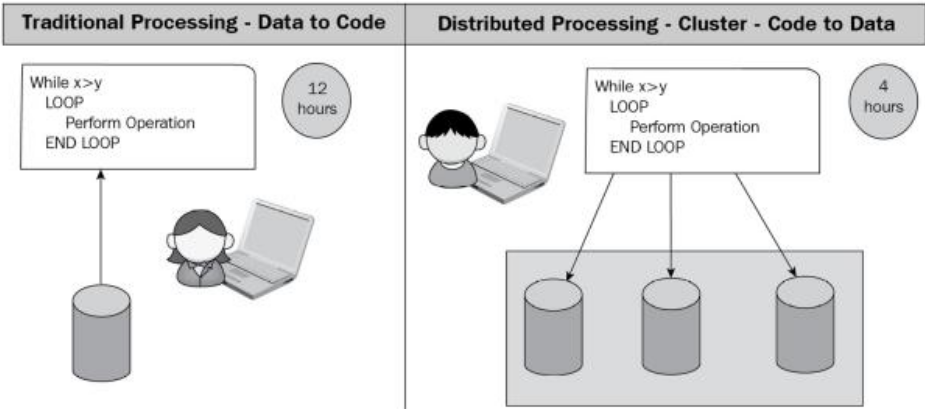 Traditional Processing - Data to Code
Distributed Processing - Cluster - Code to Data
While x>y
LOOP
Perform Operation
END LOOP
12
hours
While x>y
LOOP
Perform Operation
END LOOP
4
hours